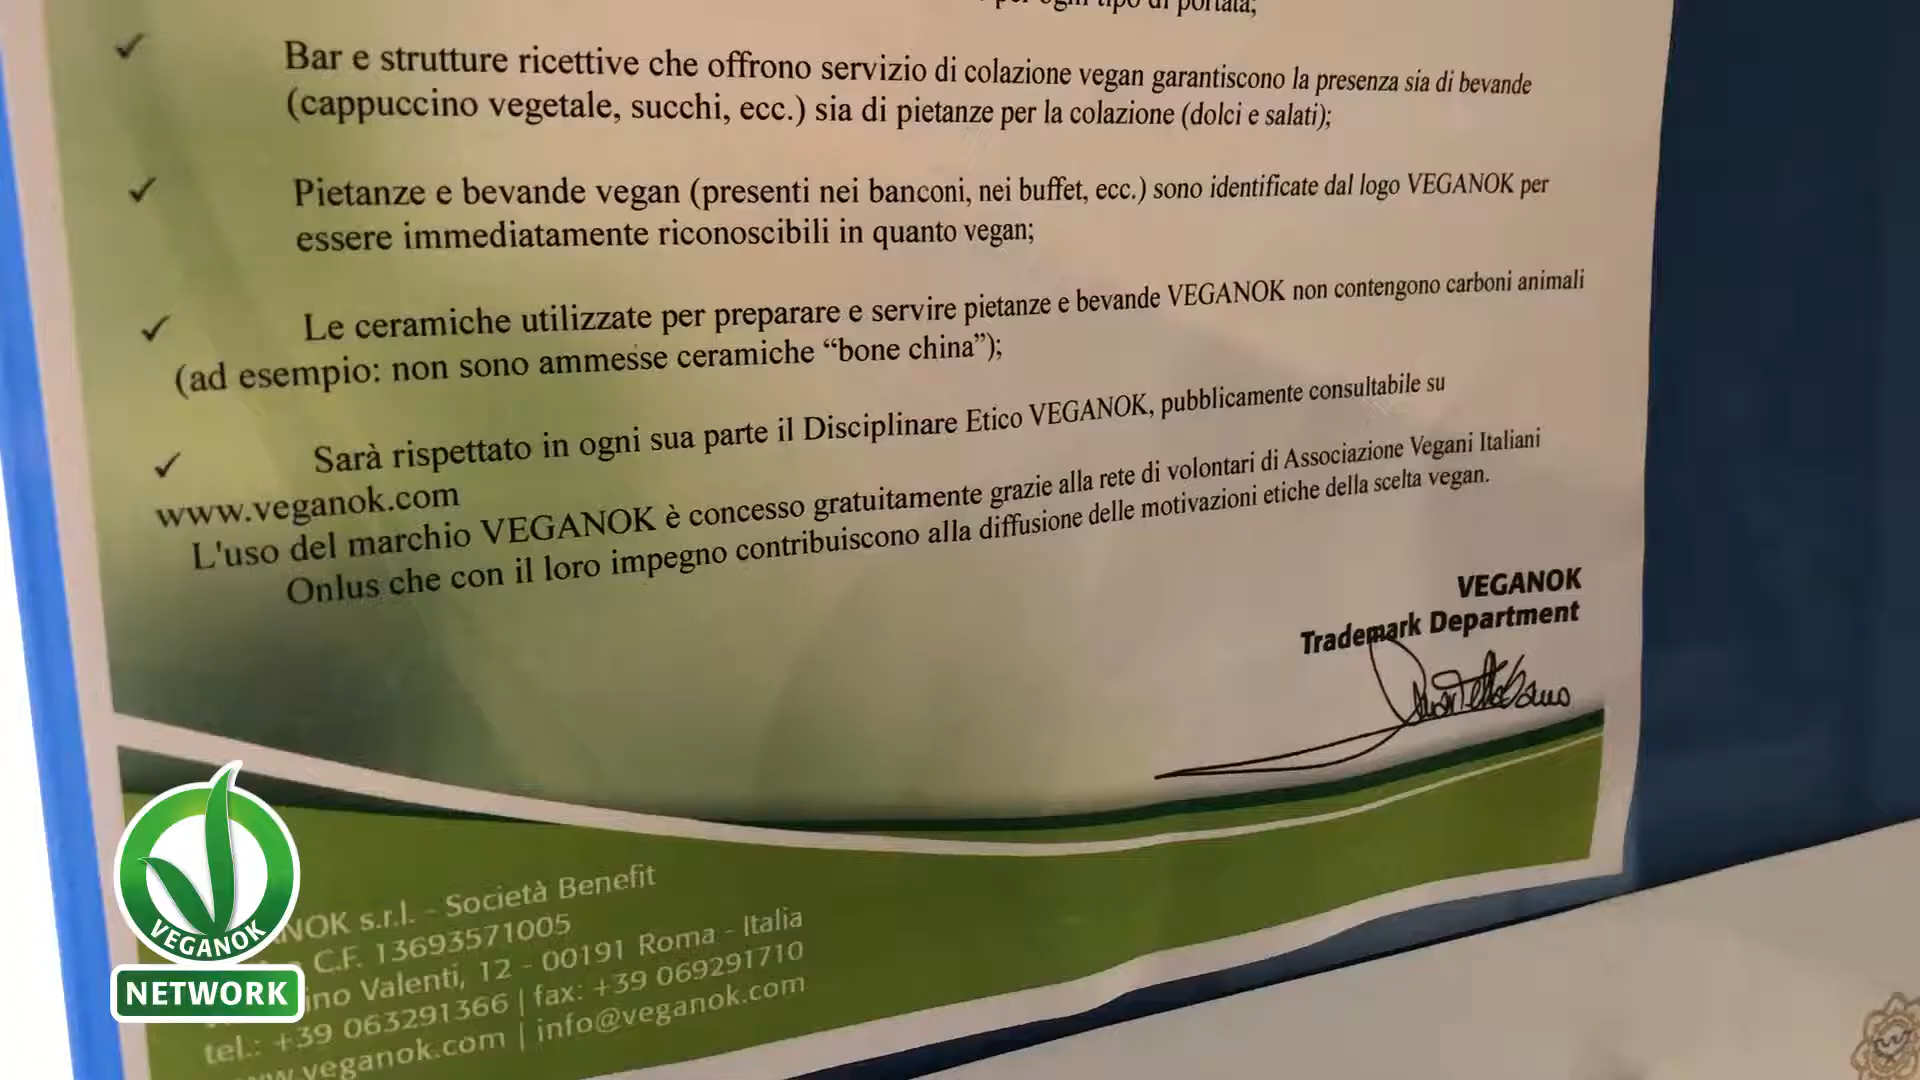 per ogni tipo di portata;
✓ Bar e strutture ricettive che offrono servizio di colazione vegan garantiscono la presenza sia di bevande
(cappuccino vegetale, succhi, ecc.) sia di pietanze per la colazione (dolci e salati);
✓ Pietanze e bevande vegan (presenti nei banconi, nei buffet, ecc.) sono identificate dal logo VEGANOK per
essere immediatamente riconoscibili in quanto vegan;
✓ Le ceramiche utilizzate per preparare e servire pietanze e bevande VEGANOK non contengono carboni animali
(ad esempio: non sono ammesse ceramiche “bone china”);
✓ Sarà rispettato in ogni sua parte il Disciplinare Etico VEGANOK, pubblicamente consultabile su
www.veganok.com
L'uso del marchio VEGANOK è concesso gratuitamente grazie alla rete di volontari di Associazione Vegani Italiani
Onlus che con il loro impegno contribuiscono alla diffusione delle motivazioni etiche della scelta vegan.
VEGANOK
Trademark Department
NOK s.r.l. - Società Benefit
C.F. 13693571005
ino Valenti, 12 - 00191 Roma - Italia
tel.: +39 063291366 | fax: +39 069291710
www.veganok.com | info@veganok.com
VEGANOK
NETWORK